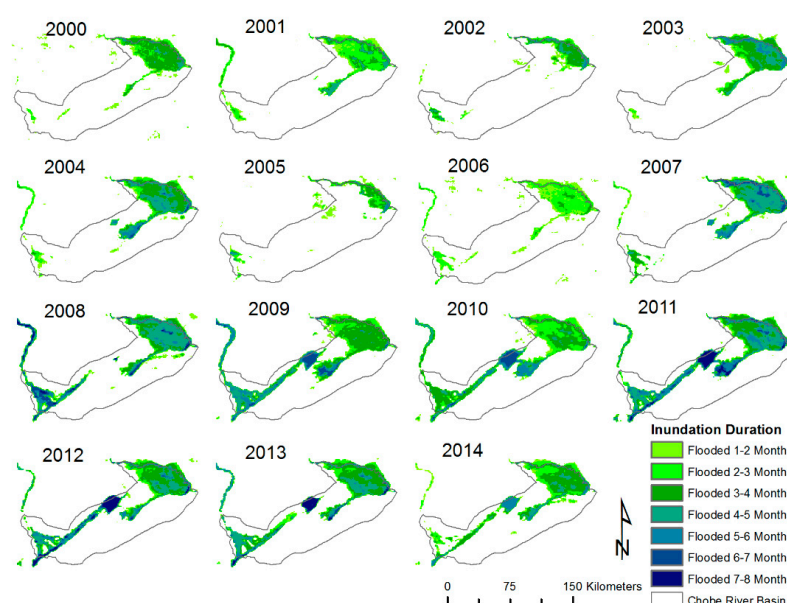 2000
2001
2002
2003
2004
2005
2006
2007
2008
2009
2010
2011
2012
2013
2014
Inundation Duration
Flooded 1-2 Month
Flooded 2-3 Month
Flooded 3-4 Month
Flooded 4-5 Month
Flooded 5-6 Month
Flooded 6-7 Month
Flooded 7-8 Month
Chobe River Basin
N
0 75 150 Kilometers